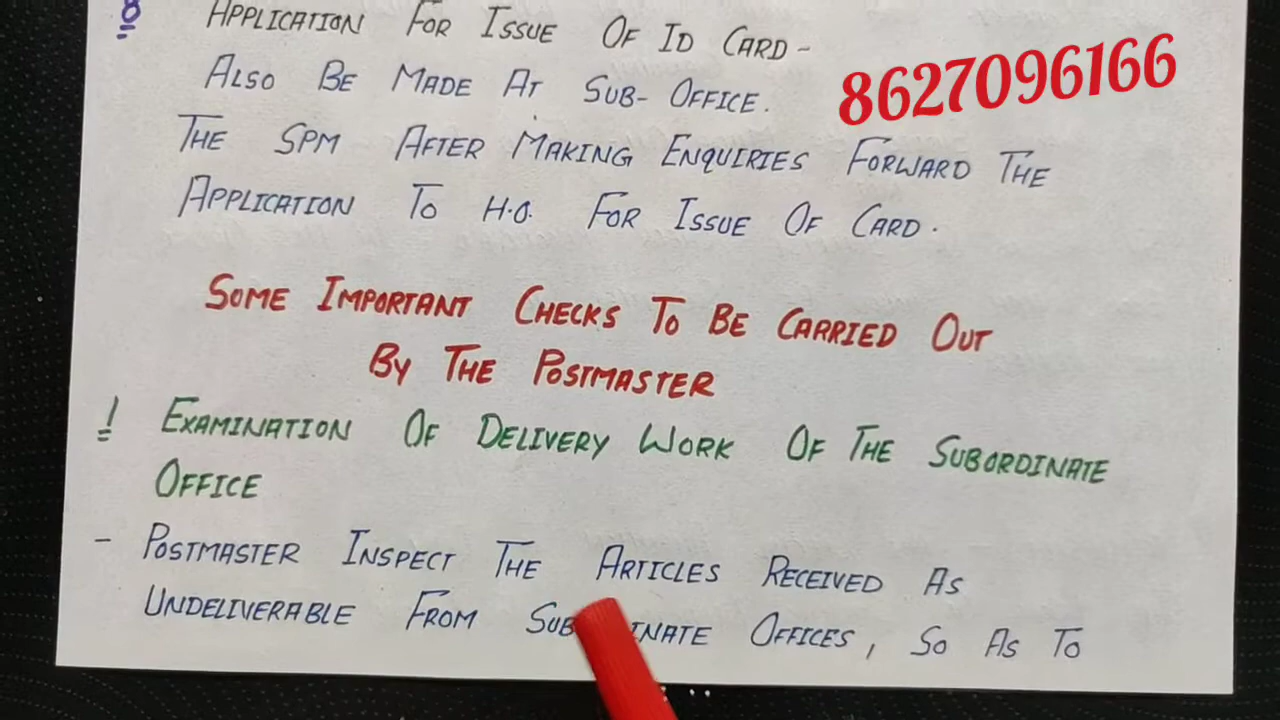 8 APPLICATION FOR ISSUE OF ID CARD-
ALSO BE MADE AT SUB-OFFICE.
8627096166
THE SPM AFTER MAKING ENQUIRIES FORWARD THE
APPLICATION TO H.O. FOR ISSUE OF CARD.
SOME IMPORTANT CHECKS TO BE CARRIED OUT
BY THE POSTMASTER
1 EXAMINATION OF DELIVERY WORK OF THE SUBORDINATE
OFFICE
- POSTMASTER INSPECT THE ARTICLES RECEIVED AS
UNDELIVERABLE FROM OFFICES, SO AS TO